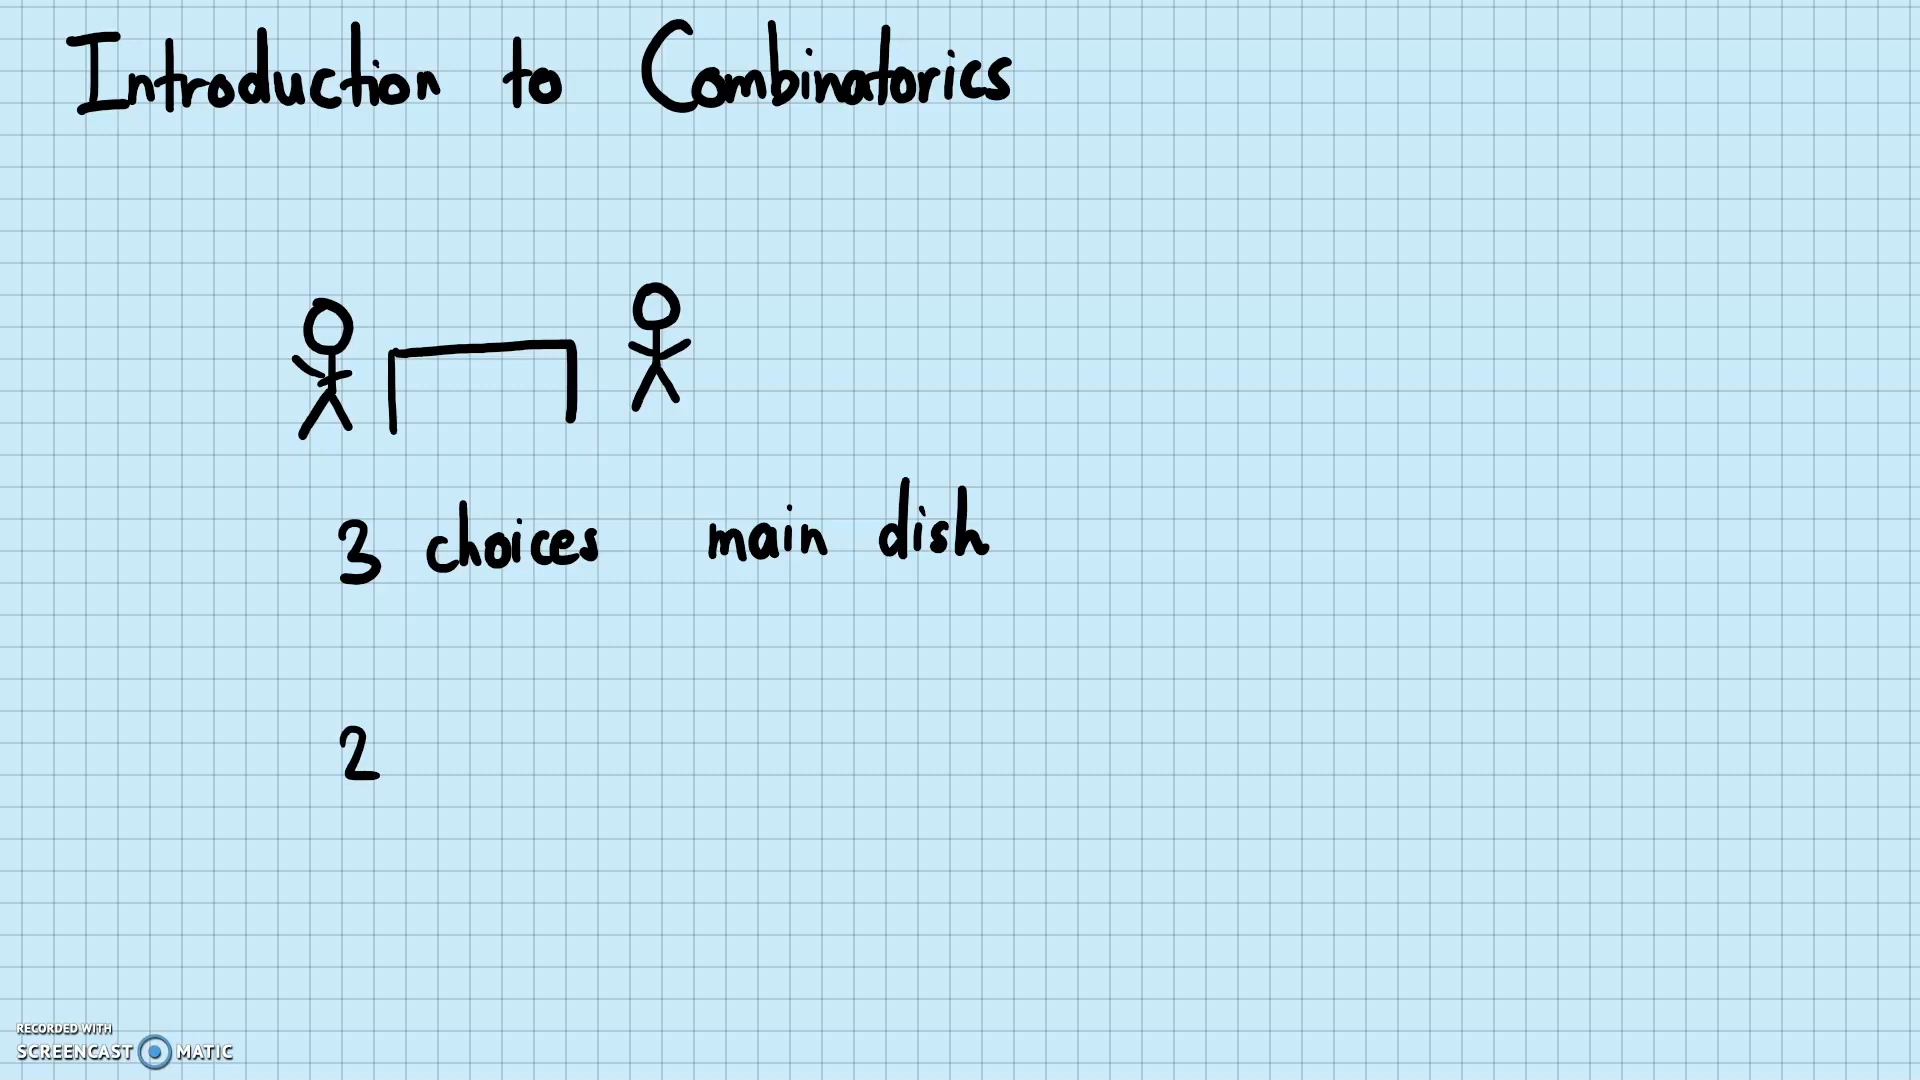 Introduction to Combinatorics
3 choices main dish
2
RECORDED WITH
SCREENCAST MATIC